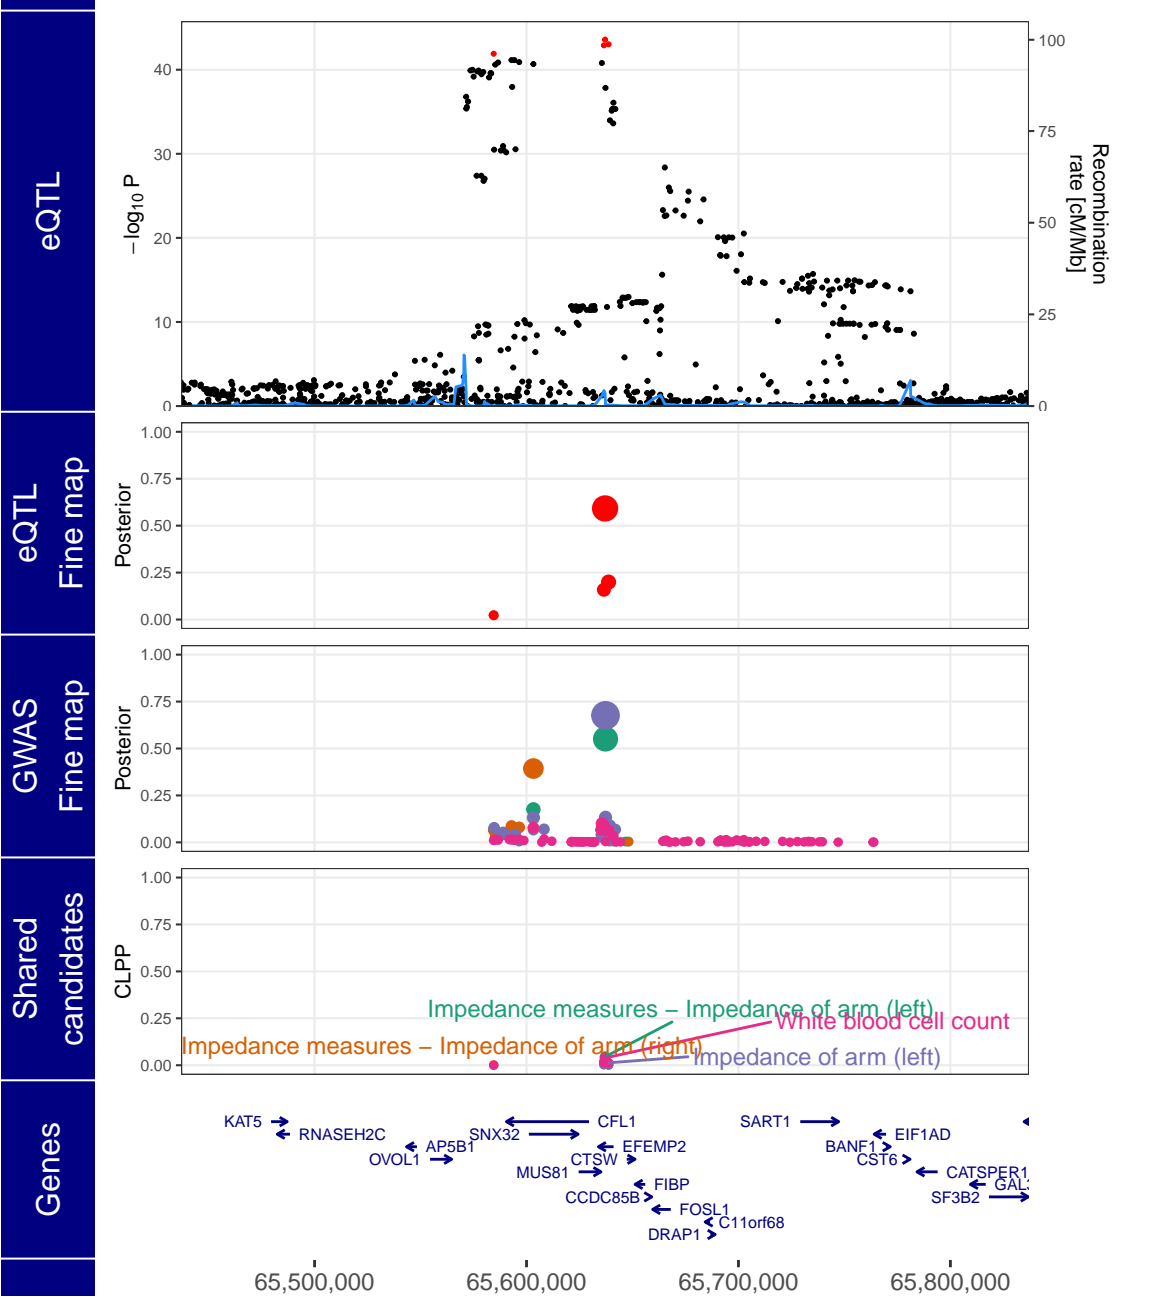 eQTL
−log10 P
40
30
20
10
0
100
75
50
25
0
Recombination
rate [cM/Mb]
eQTL
Fine map
Posterior
1.00
0.75
0.50
0.25
0.00
GWAS
Fine map
Posterior
1.00
0.75
0.50
0.25
0.00
Shared
candidates
CLPP
1.00
0.75
0.50
0.25
0.00
Impedance measures − Impedance of arm (left)
White blood cell count
Impedance measures − Impedance of arm (right)
Impedance of arm (left)
Genes
KAT5 CFL1 SART1
RNASEH2C SNX32 EIF1AD
AP5B1 EFEMP2 BANF1
OVOL1 CTSW CST6
MUS81 CATSPER1
FIBP
CCDC85B SF3B2
FOSL1
C11orf68
DRAP1
65,500,000 65,600,000 65,700,000 65,800,000